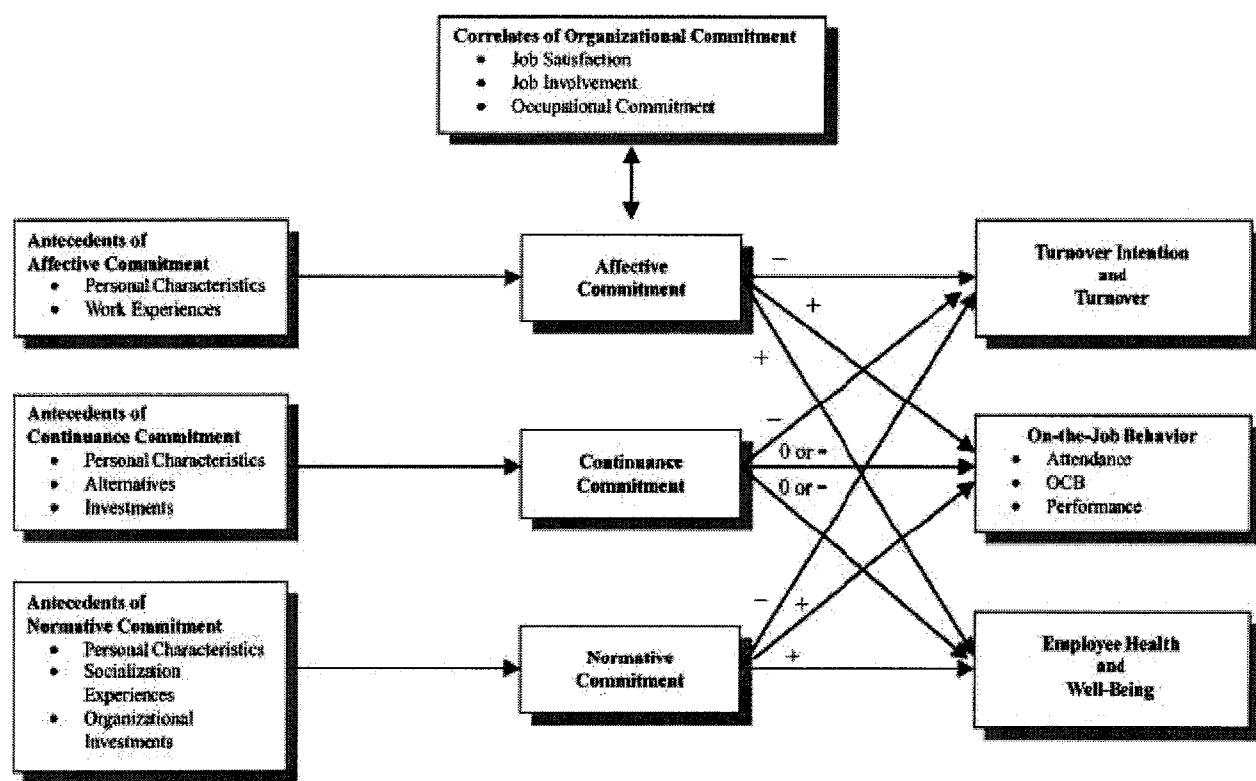 Correlates of Organizational Commitment
• Job Satisfaction
• Job Involvement
• Occupational Commitment
Antecedents of
Affective Commitment
• Personal Characteristics
• Work Experiences
Affective
Commitment
Turnover Intention
and
Turnover
−
+
+
Antecedents of
Continuance Commitment
• Personal Characteristics
• Alternatives
• Investments
Continuance
Commitment
−
0 or -
0 or -
On-the-Job Behavior
• Attendance
• OCB
• Performance
Antecedents of
Normative Commitment
• Personal Characteristics
• Socialization
Experiences
• Organizational
Investments
Normative
Commitment
−
+
+
Employee Health
and
Well-Being